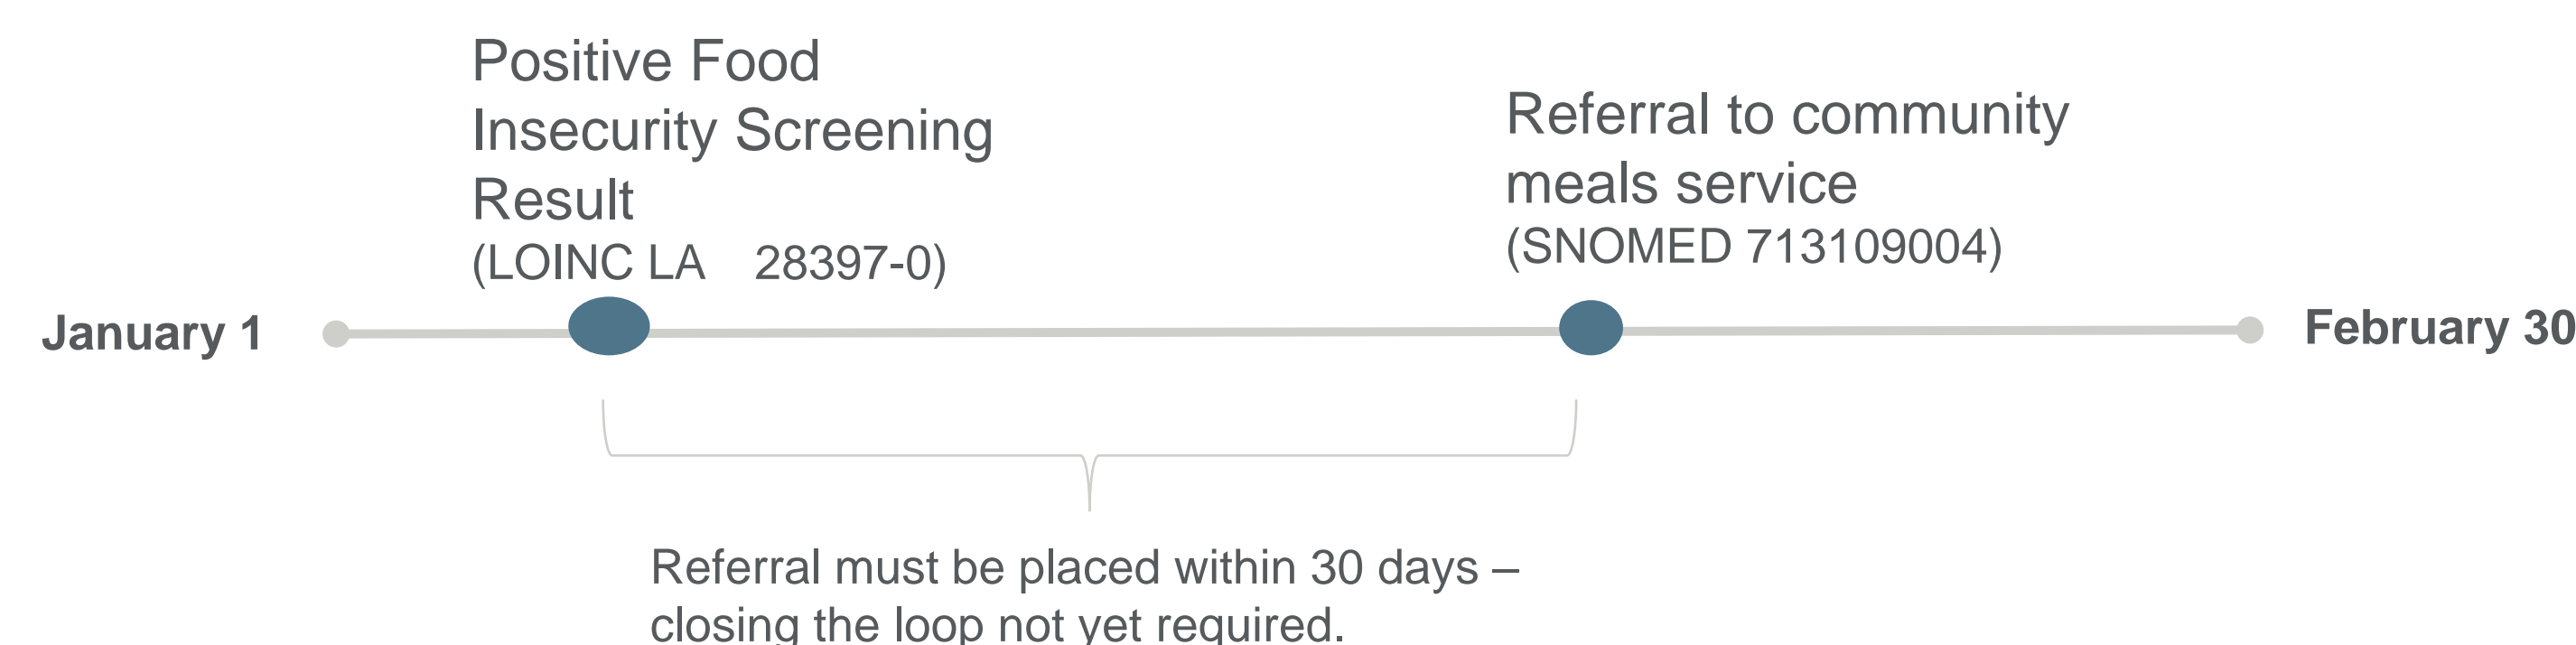 Positive Food
Insecurity Screening
Result
(LOINC LA 28397-0)
Referral to community
meals service
(SNOMED 713109004)
January 1
February 30
Referral must be placed within 30 days –
closing the loop not yet required.